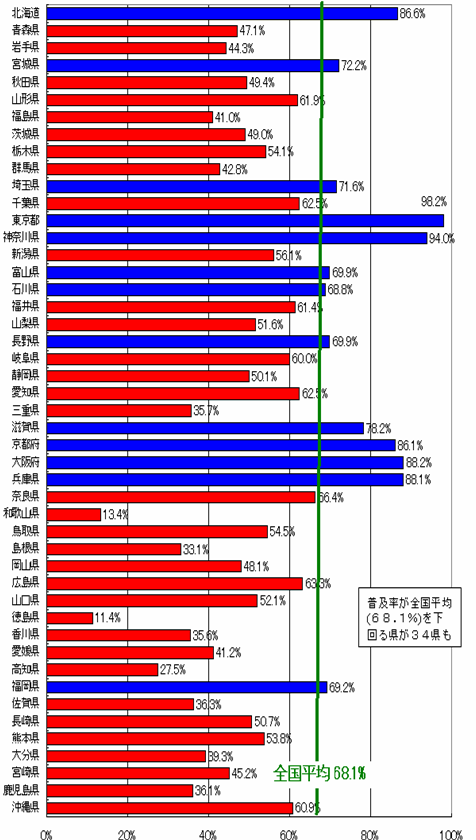 北海道 86.6%
青森県 47.1%
岩手県 44.3%
宮城県 72.2%
秋田県 49.4%
山形県 61.9%
福島県 41.0%
茨城県 49.0%
栃木県 54.1%
群馬県 42.8%
埼玉県 71.6%
千葉県 62.5%
東京都 98.2%
神奈川県 94.0%
新潟県 56.1%
富山県 69.9%
石川県 68.8%
福井県 61.4%
山梨県 51.6%
長野県 69.9%
岐阜県 60.0%
静岡県 50.1%
愛知県 62.5%
三重県 35.7%
滋賀県 78.2%
京都府 86.1%
大阪府 88.2%
兵庫県 88.1%
奈良県 66.4%
和歌山県 13.4%
鳥取県 54.5%
島根県 33.1%
岡山県 48.1%
広島県 63.3%
山口県 52.1%
徳島県 11.4%
香川県 35.6%
愛媛県 41.2%
高知県 27.5%
福岡県 69.2%
佐賀県 36.3%
長崎県 50.7%
熊本県 53.8%
大分県 39.3%
宮崎県 45.2%
鹿児島県 36.1%
沖縄県 60.9%
普及率が全国平均
(68.1%)を下
回る県が34県も
全国平均68.1%
0% 20% 40% 60% 80% 100%